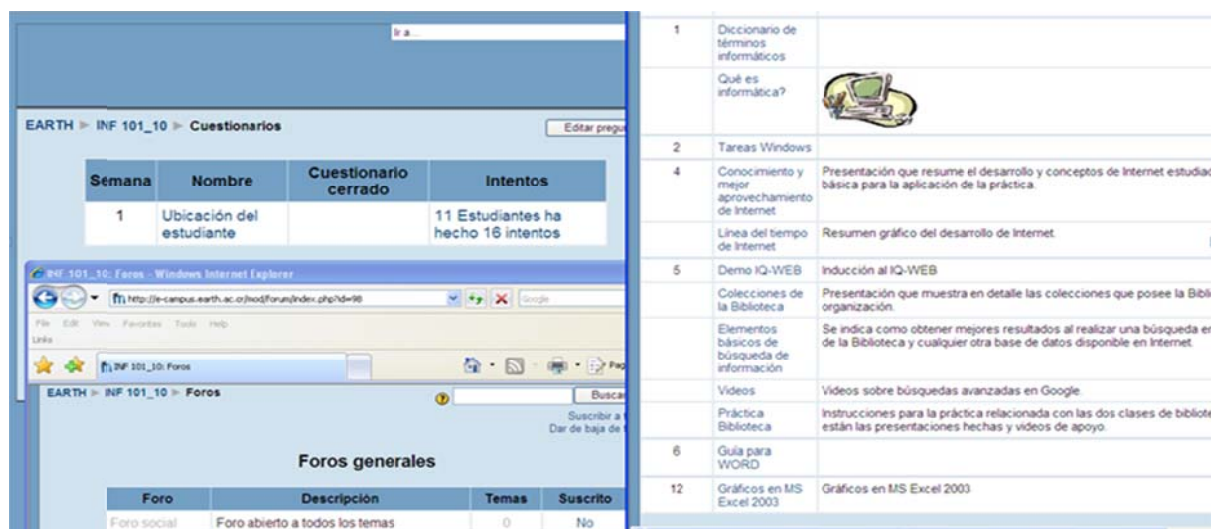 Ir a...
EARTH ► INF 101_10 ► Cuestionarios
Editar pregu
Semana Nombre Cuestionario cerrado Intentos
1 Ubicación del estudiante 11 Estudiantes ha hecho 16 intentos
INF 101_10: Foros - Windows Internet Explorer
http://e-campus.earth.ac.cr/mod/forum/index.php?id=98
Google
File Edit View Favorites Tools Help
Links
INF 101_10: Foros
Pag
EARTH ► INF 101_10 ► Foros
Busca
Suscribir a t
Dar de baja de t
Foros generales
Foro Descripción Temas Suscrito
Foro social Foro abierto a todos los temas 0 No
1 Diccionario de
términos
informáticos
Qué es
informática?
2 Tareas Windows
4 Conocimiento y
mejor
aprovechamiento
de Internet
Presentación que resume el desarrollo y conceptos de Internet estudiad
básica para la aplicación de la práctica.
Línea del tiempo
de Internet
Resumen gráfico del desarrollo de Internet.
5 Demo IQ-WEB Inducción al IQ-WEB
Colecciones de
la Biblioteca
Presentación que muestra en detalle las colecciones que posee la Bibli
organización.
Elementos
básicos de
búsqueda de
información
Se indica como obtener mejores resultados al realizar una búsqueda en
de la Biblioteca y cualquier otra base de datos disponible en Internet.
Videos Videos sobre búsquedas avanzadas en Google.
Práctica
Biblioteca
Instrucciones para la práctica relacionada con las dos clases de bibliote
están las presentaciones hechas y videos de apoyo.
6 Guía para
WORD
12 Gráficos en MS
Excel 2003
Gráficos en MS Excel 2003